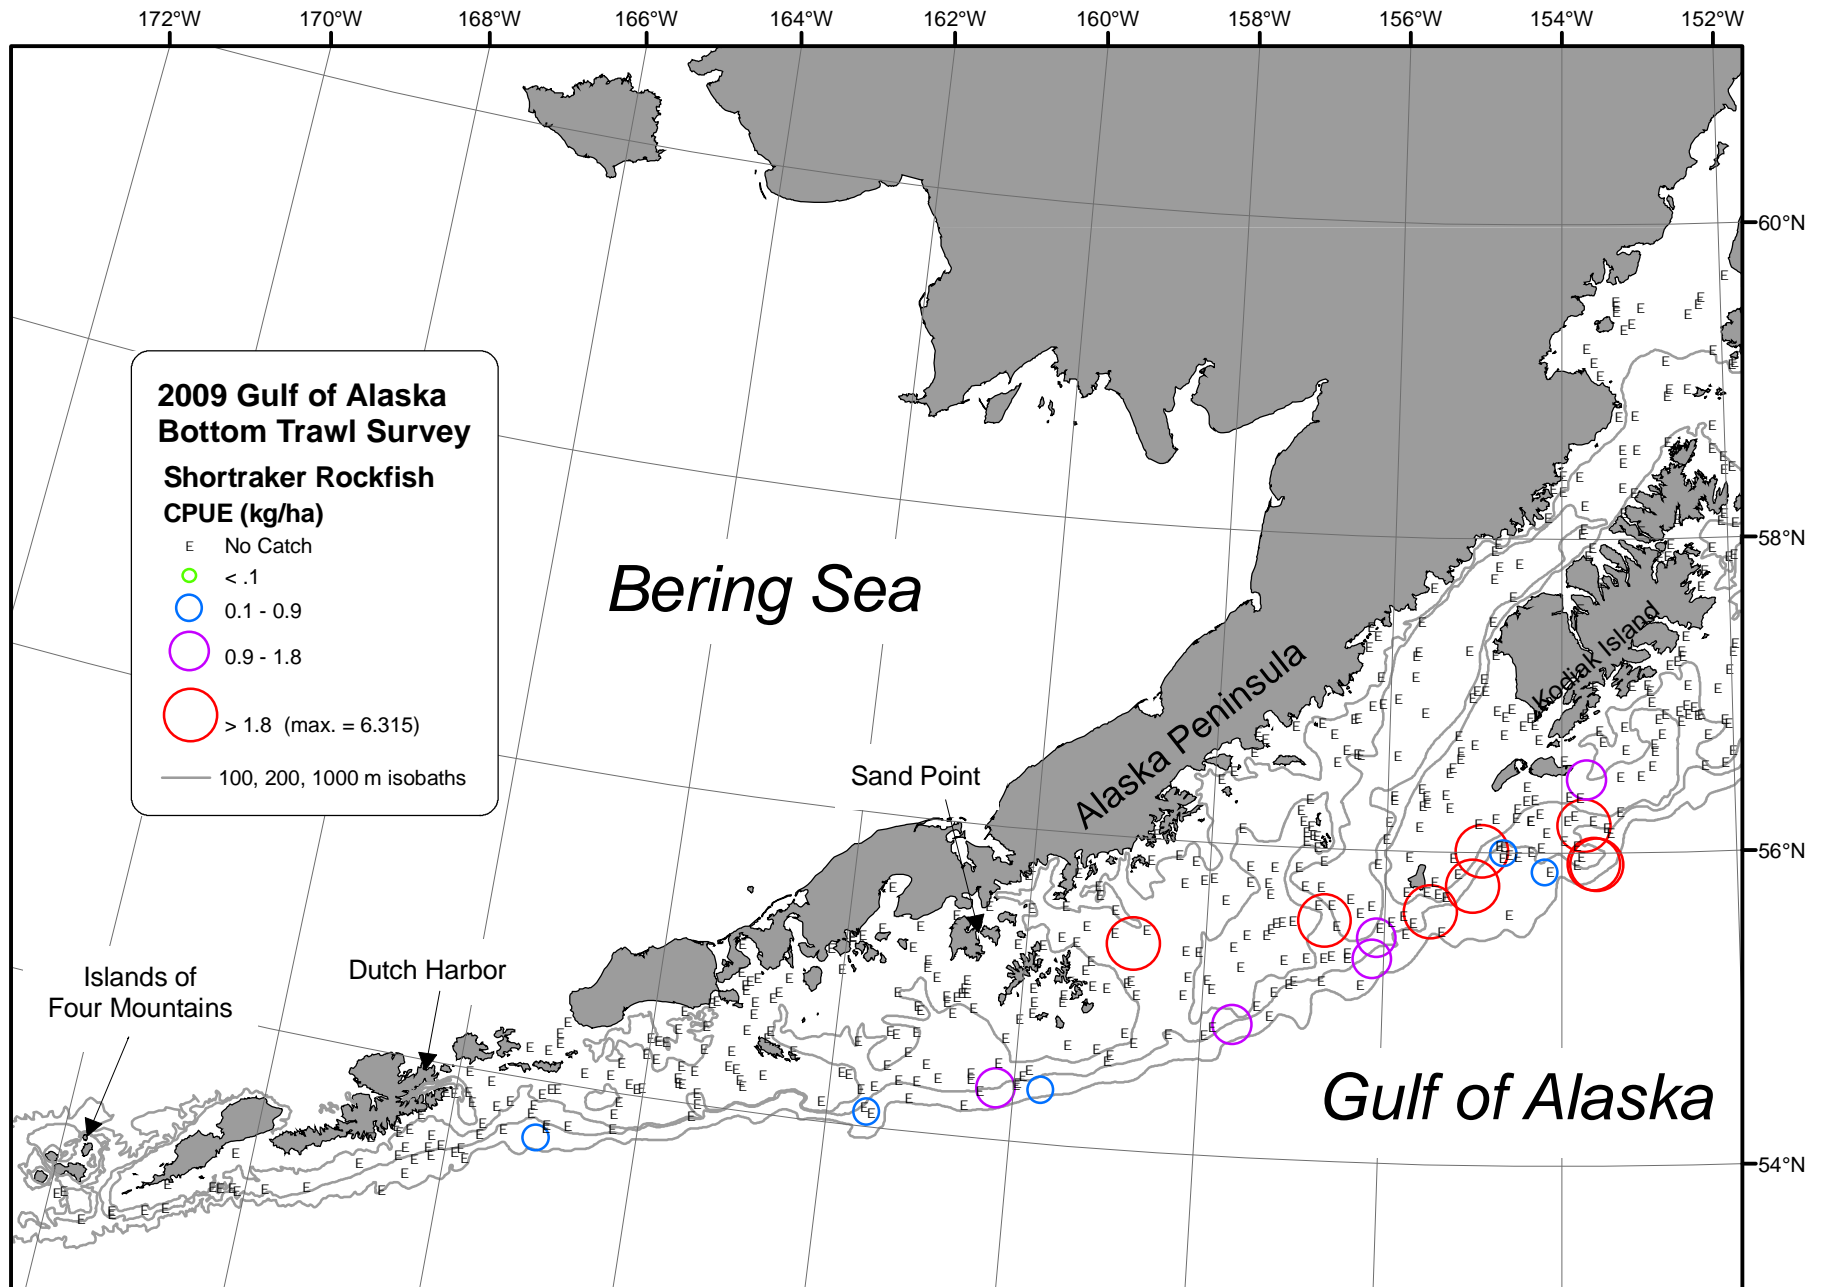 172°W 170°W 168°W 166°W 164°W 162°W 160°W 158°W 156°W 154°W 152°W
60°N
2009 Gulf of Alaska
Bottom Trawl Survey
Shortraker Rockfish
CPUE (kg/ha)
E No Catch
< .1
0.1 - 0.9
0.9 - 1.8
> 1.8 (max. = 6.315)
100, 200, 1000 m isobaths
Bering Sea
58°N
Kodiak Island
Alaska Peninsula
Sand Point
56°N
Islands of
Four Mountains
Dutch Harbor
Gulf of Alaska
54°N